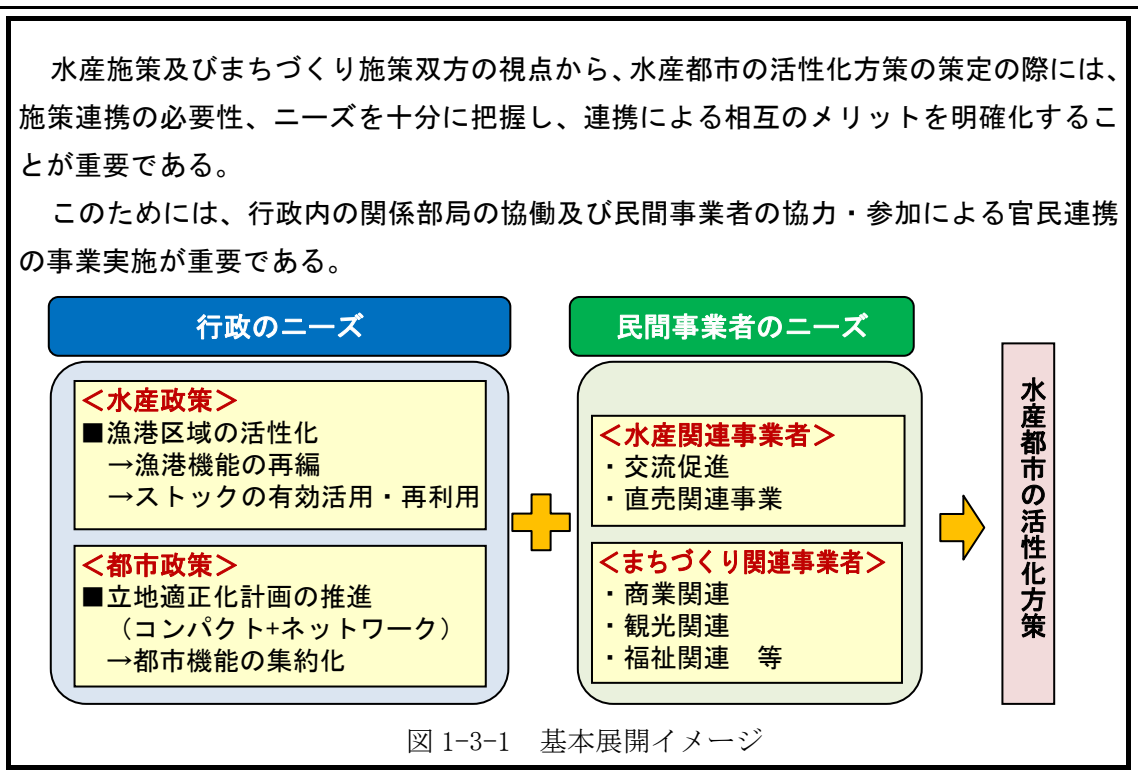 水産施策及びまちづくり施策双方の視点から、水産都市の活性化方策の策定の際には、
施策連携の必要性、ニーズを十分に把握し、連携による相互のメリットを明確化するこ
とが重要である。
このためには、行政内の関係部局の協働及び民間事業者の協力・参加による官民連携
の事業実施が重要である。
行政のニーズ
<水産政策>
■漁港区域の活性化
→漁港機能の再編
→ストックの有効活用・再利用
<都市政策>
■立地適正化計画の推進
（コンパクト+ネットワーク）
→都市機能の集約化
民間事業者のニーズ
<水産関連事業者>
・交流促進
・直売関連事業
<まちづくり関連事業者>
・商業関連
・観光関連
・福祉関連　等
水産都市の活性化方策
図 1-3-1　基本展開イメージ